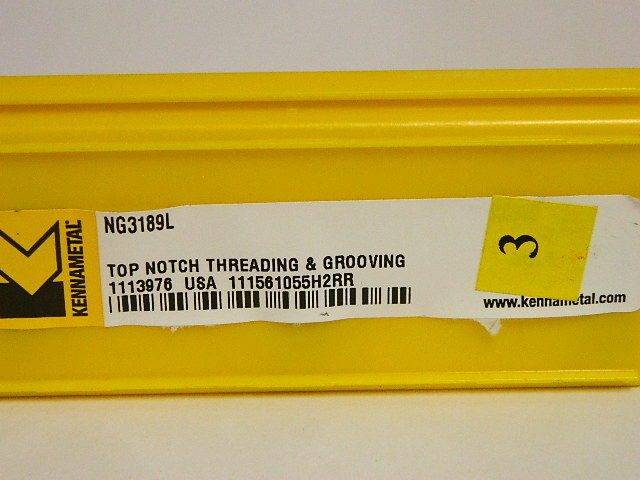 NG3189L
TOP NOTCH THREADING & GROOVING
1113976 USA 111561055H2RR
KENNAMETAL
3
www.kennametal.com